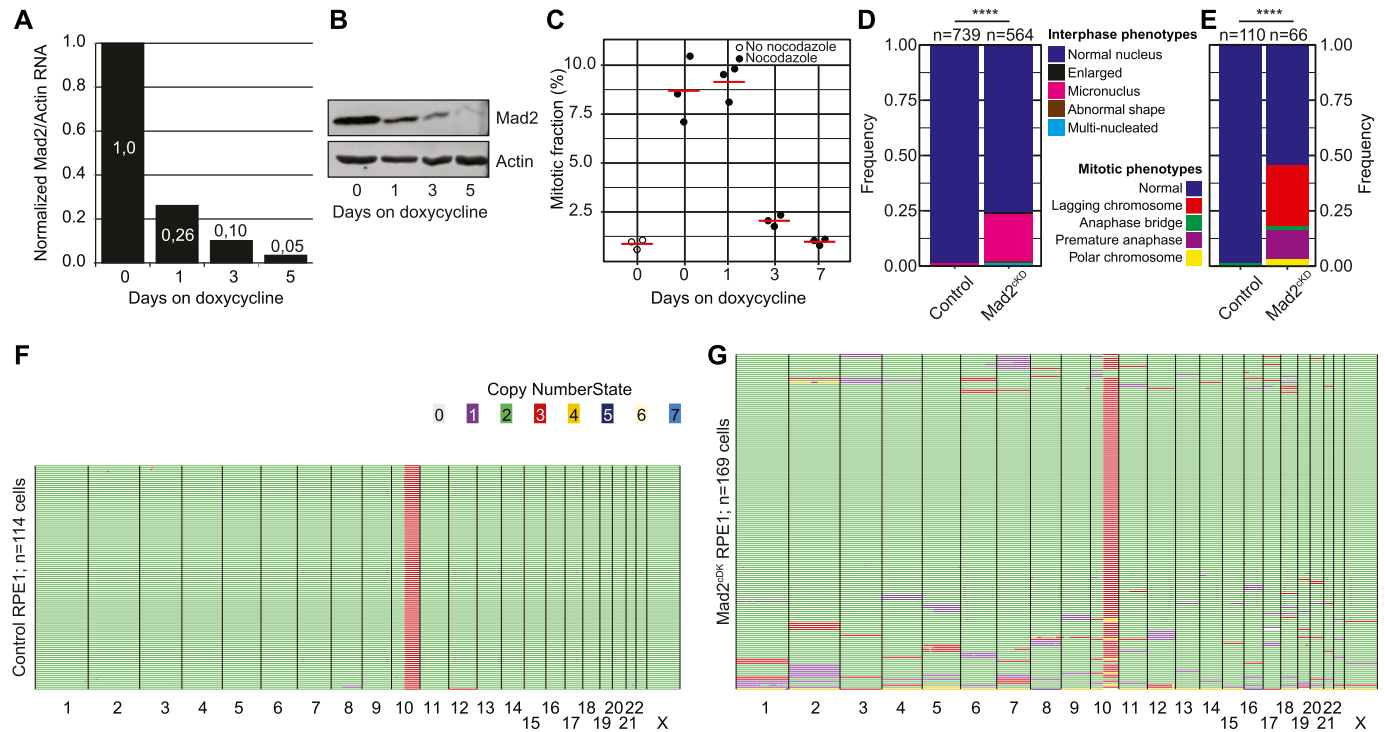 A
Normalized Mad2/Actin RNA
1.0
0.8
0.6
0.4
0.2
0.0
1,0
0,26
0,10
0,05
0 1 3 5
Days on doxycycline
B
Mad2
Actin
0 1 3 5
Days on doxycycline
C
Mitotic fraction (%)
10.0
7.5
5.0
2.5
No nocodazole
Nocodazole
0 0 1 3 7
Days on doxycycline
D
****
n=739 n=564
Frequency
1.00
0.75
0.50
0.25
0.00
Control
Mad2cKD
Interphase phenotypes
Normal nucleus
Enlarged
Micronucleus
Abnormal shape
Multi-nucleated
Mitotic phenotypes
Normal
Lagging chromosome
Anaphase bridge
Premature anaphase
Polar chromosome
E
****
n=110 n=66
1.00
0.75
0.50
0.25
0.00
Frequency
Control
Mad2cKD
F
Copy NumberState
0 1 2 3 4 5 6 7
Control RPE1; n=114 cells
1 2 3 4 5 6 7 8 9 10 11 12 13 14 16 18 20 22
15 17 19 21 X
G
Mad2cDK RPE1; n=169 cells
1 2 3 4 5 6 7 8 9 10 11 12 13 14 16 18 20 22
15 17 19 21 X